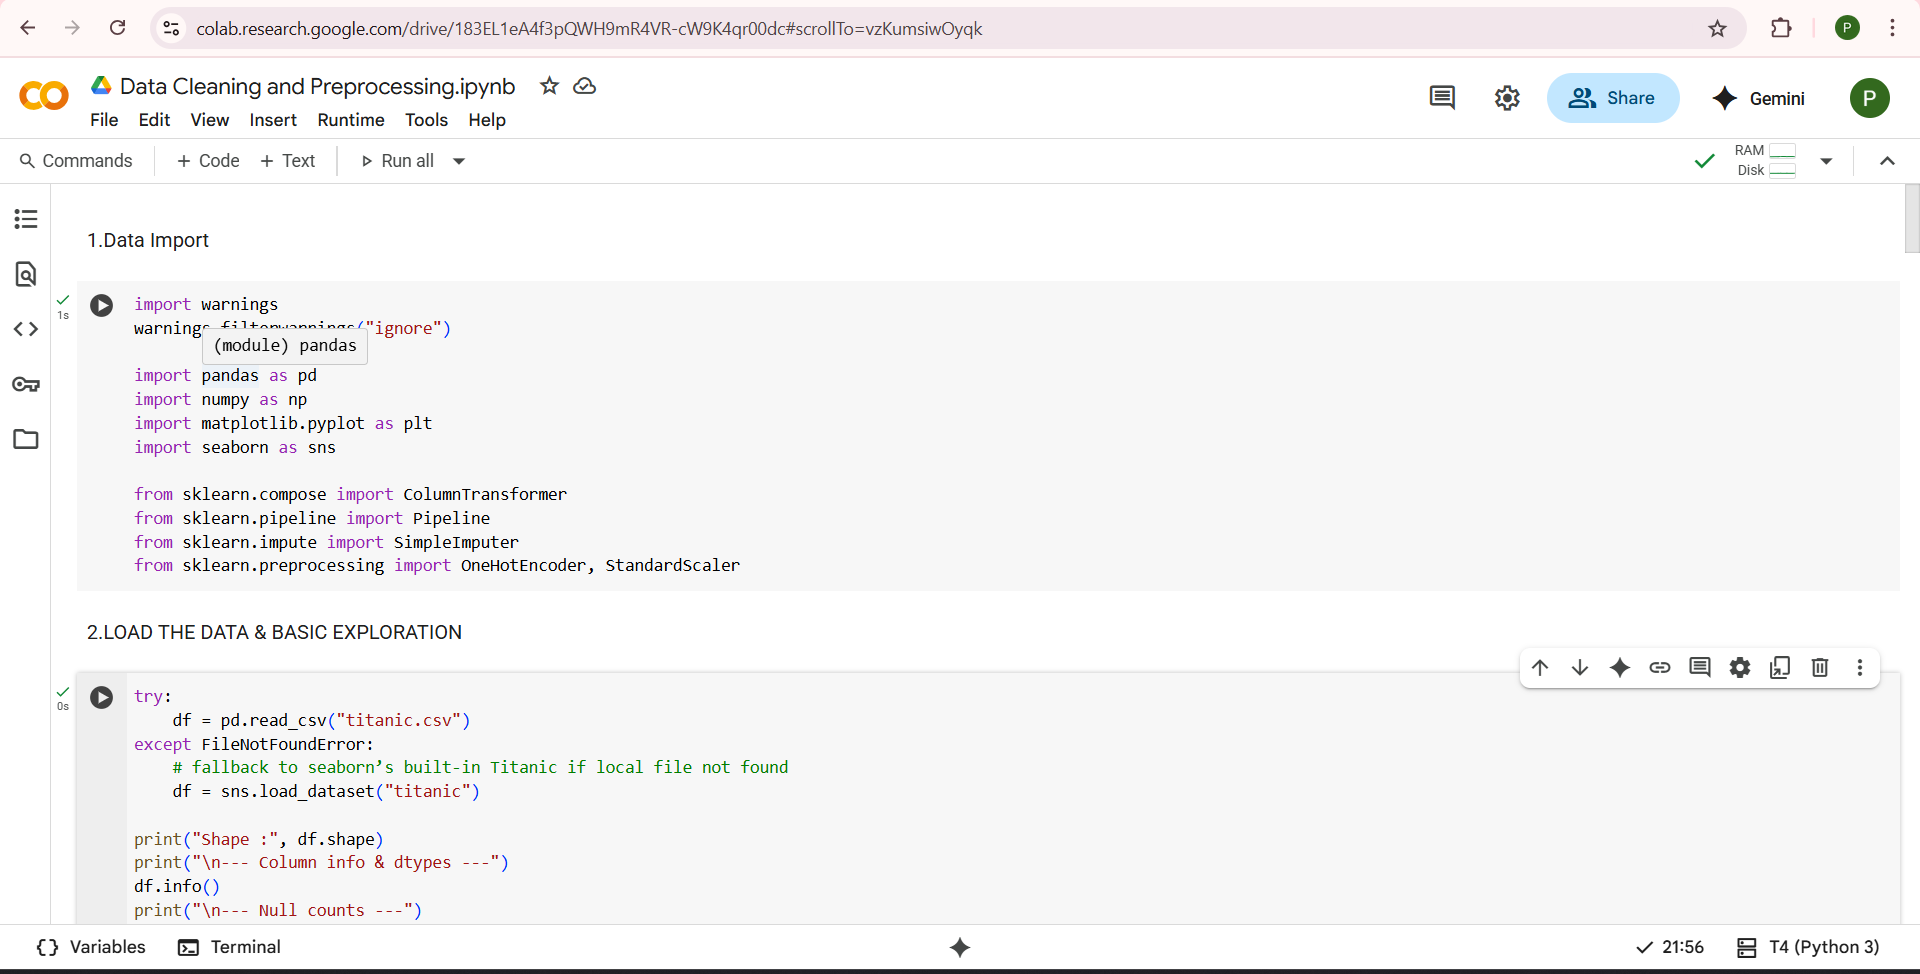 colab.research.google.com/drive/183EL1eA4f3pQWH9mR4VR-cW9K4qr00dc#scrollTo=vzKumsiwOyqk
P
Data Cleaning and Preprocessing.ipynb
File Edit View Insert Runtime Tools Help
Share
Gemini
P
Commands
+ Code + Text
Run all
RAM
Disk
1.Data Import
1s
import warnings
warnings.filterwarnings("ignore")
(module) pandas
import pandas as pd
import numpy as np
import matplotlib.pyplot as plt
import seaborn as sns
from sklearn.compose import ColumnTransformer
from sklearn.pipeline import Pipeline
from sklearn.impute import SimpleImputer
from sklearn.preprocessing import OneHotEncoder, StandardScaler
2.LOAD THE DATA & BASIC EXPLORATION
0s
try:
    df = pd.read_csv("titanic.csv")
except FileNotFoundError:
    # fallback to seaborn’s built-in Titanic if local file not found
    df = sns.load_dataset("titanic")
print("Shape :", df.shape)
print("\n--- Column info & dtypes ---")
df.info()
print("\n--- Null counts ---")
{} Variables
Terminal
21:56
T4 (Python 3)